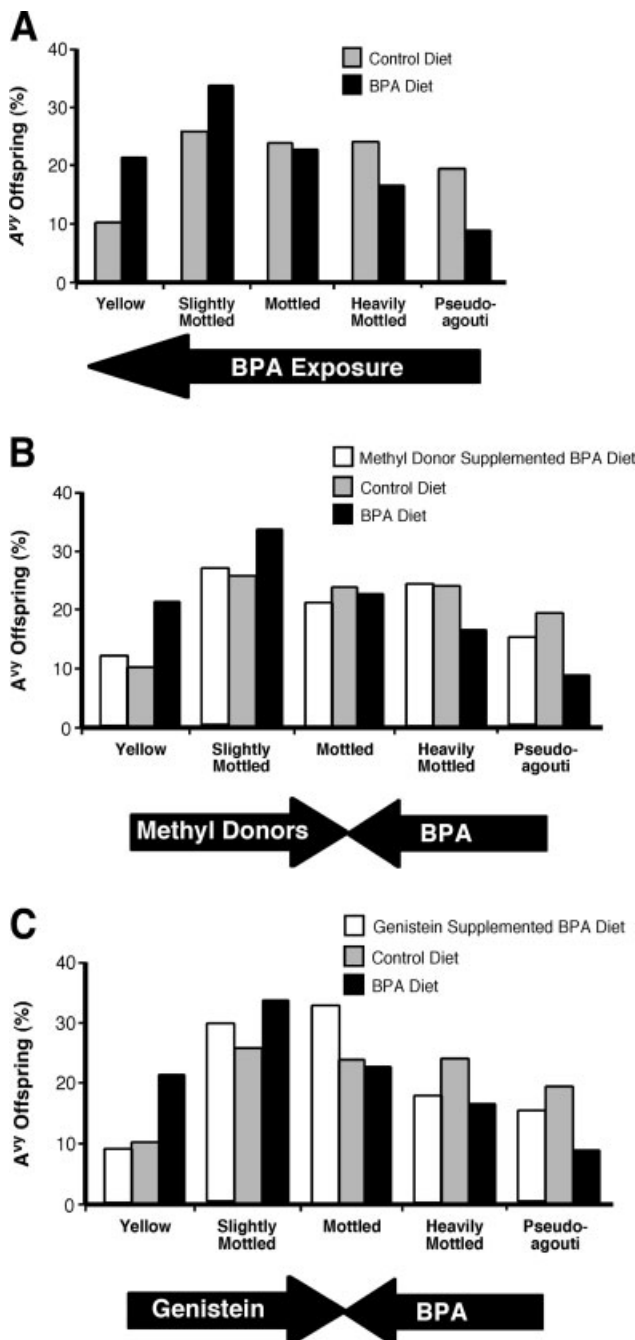 A
Control Diet
BPA Diet
Aᵛʸ Offspring (%)
40
30
20
10
0
Yellow
Slightly
Mottled
Mottled
Heavily
Mottled
Pseudo-
agouti
BPA Exposure
B
Methyl Donor Supplemented BPA Diet
Control Diet
BPA Diet
Aᵛʸ Offspring (%)
40
30
20
10
0
Yellow
Slightly
Mottled
Mottled
Heavily
Mottled
Pseudo-
agouti
Methyl Donors
BPA
C
Genistein Supplemented BPA Diet
Control Diet
BPA Diet
Aᵛʸ Offspring (%)
40
30
20
10
0
Yellow
Slightly
Mottled
Mottled
Heavily
Mottled
Pseudo-
agouti
Genistein
BPA